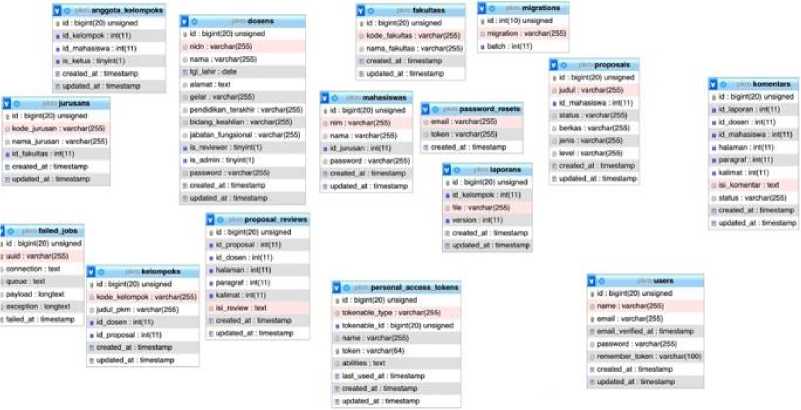 pkm anggota_kelompoks
id : bigint(20) unsigned
id_kelompok : int(11)
id_mahasiswa : int(11)
is_ketua : tinyint(1)
created_at : timestamp
updated_at : timestamp
pkm dosens
id : bigint(20) unsigned
nidn : varchar(255)
nama : varchar(255)
tgl_lahir : date
alamat : text
gelar : varchar(255)
pendidikan_terakhir : varchar(255)
bidang_keahlian : varchar(255)
jabatan_fungsional : varchar(255)
is_reviewer : tinyint(1)
is_admin : tinyint(1)
password : varchar(255)
created_at : timestamp
updated_at : timestamp
pkm fakultass
id : bigint(20) unsigned
kode_fakultas : varchar(255)
nama_fakultas : varchar(255)
created_at : timestamp
updated_at : timestamp
pkm migrations
id : int(10) unsigned
migration : varchar(255)
batch : int(11)
pkm proposals
id : bigint(20) unsigned
judul : varchar(255)
id_mahasiswa : int(11)
status : varchar(255)
berkas : varchar(255)
jenis : varchar(255)
level : varchar(255)
created_at : timestamp
updated_at : timestamp
pkm komentars
id : bigint(20) unsigned
id_laporan : int(11)
id_dosen : int(11)
id_mahasiswa : int(11)
halaman : int(11)
paragraf : int(11)
kalimat : int(11)
isi_komentar : text
status : varchar(255)
created_at : timestamp
updated_at : timestamp
pkm jurusans
id : bigint(20) unsigned
kode_jurusan : varchar(255)
nama_jurusan : varchar(255)
id_fakultas : int(11)
created_at : timestamp
updated_at : timestamp
pkm mahasiswas
id : bigint(20) unsigned
nim : varchar(255)
nama : varchar(255)
id_jurusan : int(11)
password : varchar(255)
created_at : timestamp
updated_at : timestamp
pkm password_resets
email : varchar(255)
token : varchar(255)
created_at : timestamp
pkm laporans
id : bigint(20) unsigned
id_kelompok : int(11)
file : varchar(255)
version : int(11)
created_at : timestamp
updated_at : timestamp
pkm failed_jobs
id : bigint(20) unsigned
uuid : varchar(255)
connection : text
queue : text
payload : longtext
exception : longtext
failed_at : timestamp
pkm kelompoks
id : bigint(20) unsigned
kode_kelompok : varchar(255)
judul_pkm : varchar(255)
id_dosen : int(11)
id_proposal : int(11)
created_at : timestamp
updated_at : timestamp
pkm proposal_reviews
id : bigint(20) unsigned
id_proposal : int(11)
id_dosen : int(11)
halaman : int(11)
paragraf : int(11)
kalimat : int(11)
isi_review : text
created_at : timestamp
updated_at : timestamp
pkm personal_access_tokens
id : bigint(20) unsigned
tokenable_type : varchar(255)
tokenable_id : bigint(20) unsigned
name : varchar(255)
token : varchar(64)
abilities : text
last_used_at : timestamp
created_at : timestamp
updated_at : timestamp
pkm users
id : bigint(20) unsigned
name : varchar(255)
email : varchar(255)
email_verified_at : timestamp
password : varchar(255)
remember_token : varchar(100)
created_at : timestamp
updated_at : timestamp